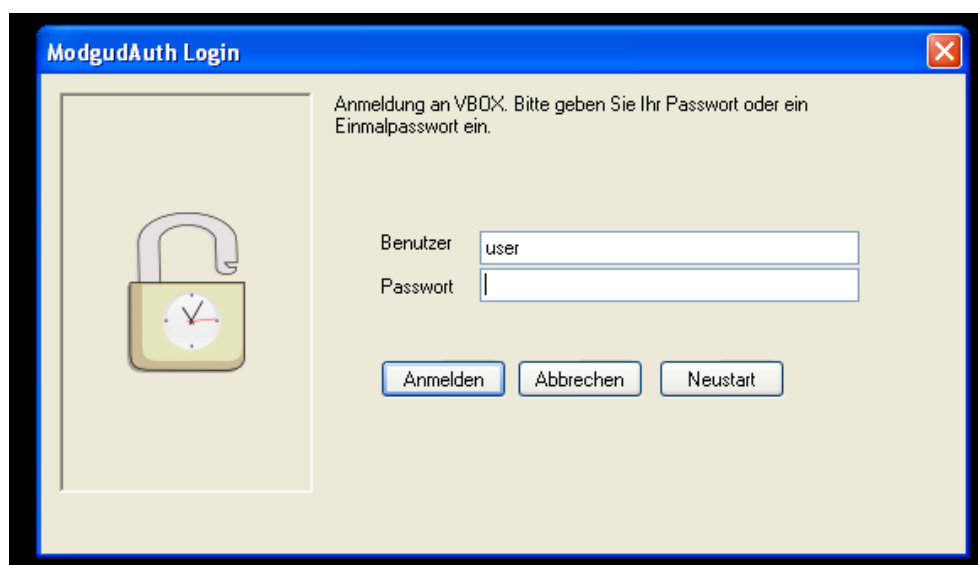 ModgudAuth Login
Anmeldung an VBOX. Bitte geben Sie Ihr Passwort oder ein
Einmalpasswort ein.
Benutzer user
Passwort
Anmelden Abbrechen Neustart